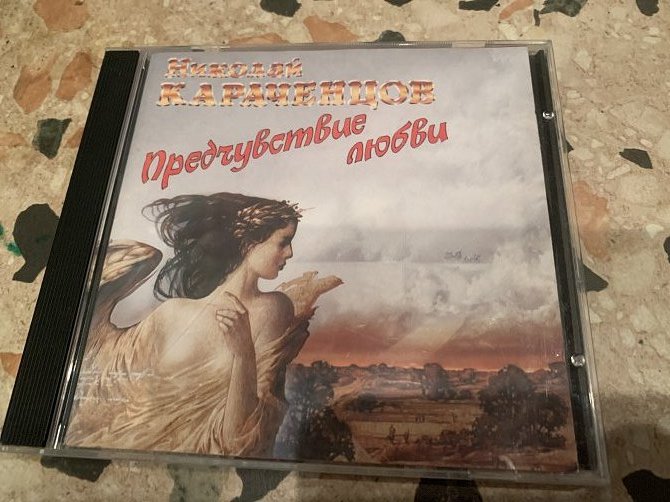 Николай
КАРАЧЕНЦОВ
Предчувствие
любви